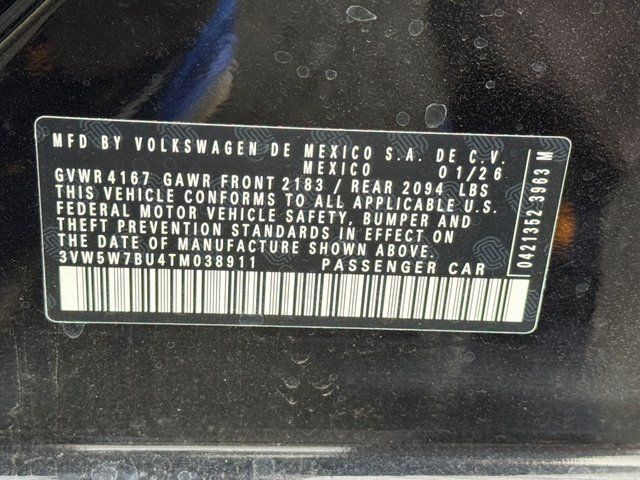 MFD BY VOLKSWAGEN DE MEXICO S.A. DE C.V.
MEXICO 01/26
GVWR 4167 GAWR FRONT 2183 / REAR 2094 LBS
THIS VEHICLE CONFORMS TO ALL APPLICABLE U.S.
FEDERAL MOTOR VEHICLE SAFETY, BUMPER AND
THEFT PREVENTION STANDARDS IN EFFECT ON
THE DATE OF MANUFACTURE SHOWN ABOVE.
3VW5W7BU4TM038911 PASSENGER CAR
0421352 3963 M